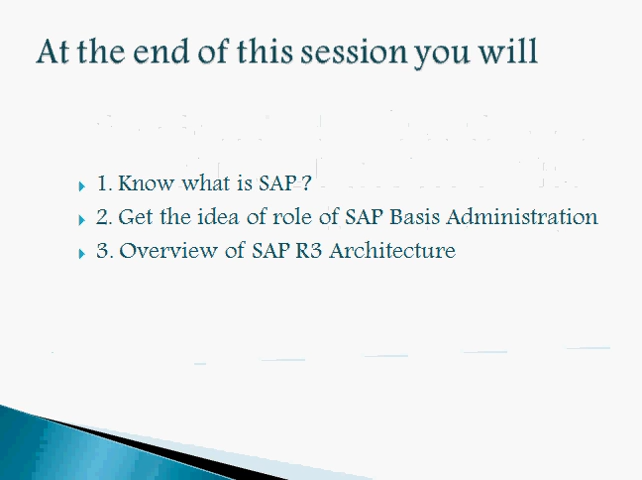 At the end of this session you will
1. Know what is SAP ?
2. Get the idea of role of SAP Basis Administration
3. Overview of SAP R3 Architecture